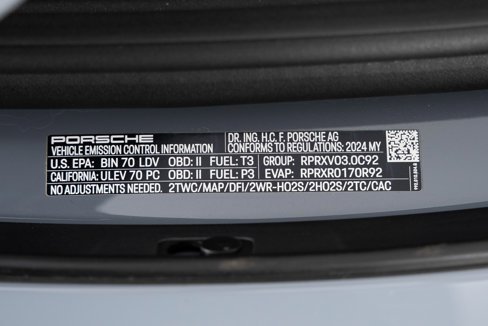 PORSCHE
DR. ING. H.C. F. PORSCHE AG
VEHICLE EMISSION CONTROL INFORMATION
CONFORMS TO REGULATIONS: 2024 MY
U.S. EPA: BIN 70 LDV OBD: II FUEL: T3 GROUP: RPRXV03.0C92
CALIFORNIA: ULEV 70 PC OBD: II FUEL: P3 EVAP: RPRXR0170R92
NO ADJUSTMENTS NEEDED. 2TWC/MAP/DFI/2WR-HO2S/2HO2S/2TC/CAC